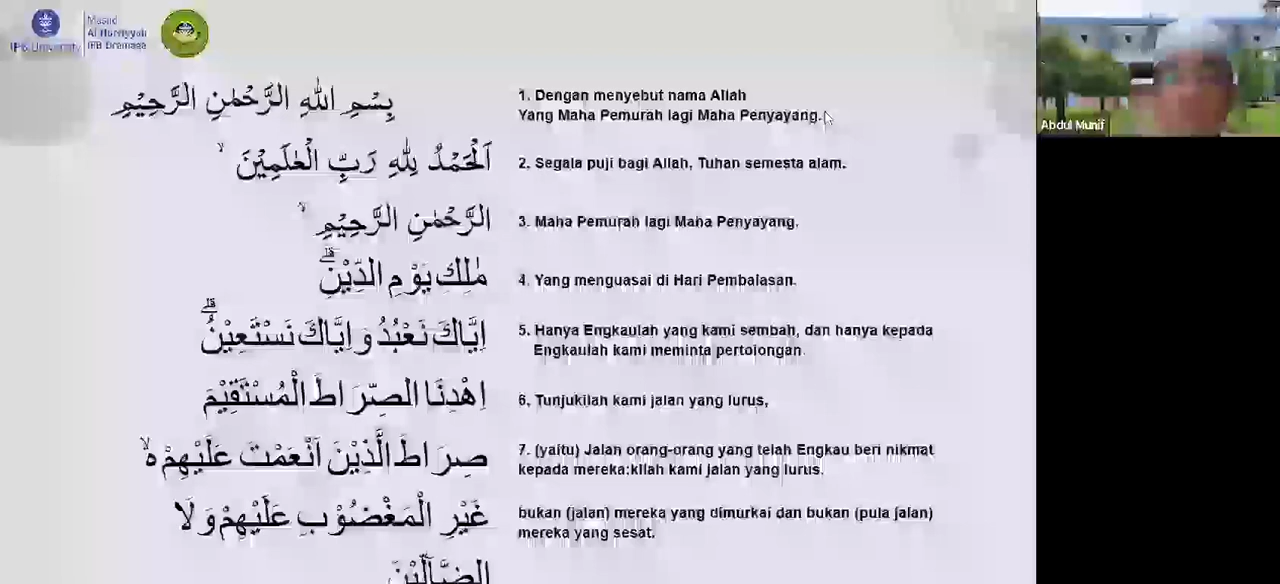 IPB University
Masjid
Al Hurriyyah
IPB Dramaga
بِسْمِ اللّٰهِ الرَّحْمٰنِ الرَّحِيْمِ
1. Dengan menyebut nama Allah
Yang Maha Pemurah lagi Maha Penyayang.
اَلْحَمْدُ لِلّٰهِ رَبِّ الْعٰلَمِيْنَ ۙ
2. Segala puji bagi Allah, Tuhan semesta alam.
الرَّحْمٰنِ الرَّحِيْمِ ۙ
3. Maha Pemurah lagi Maha Penyayang.
مٰلِكِ يَوْمِ الدِّيْنِۗ
4. Yang menguasai di Hari Pembalasan.
اِيَّاكَ نَعْبُدُ وَاِيَّاكَ نَسْتَعِيْنُۗ
5. Hanya Engkaulah yang kami sembah, dan hanya kepada
Engkaulah kami meminta pertolongan.
اِهْدِنَا الصِّرَاطَ الْمُسْتَقِيْمَ
6. Tunjukilah kami jalan yang lurus,
صِرَاطَ الَّذِيْنَ اَنْعَمْتَ عَلَيْهِمْ ەۙ
7. (yaitu) Jalan orang-orang yang telah Engkau beri nikmat
kepada mereka:kilah kami jalan yang lurus.
غَيْرِ الْمَغْضُوْبِ عَلَيْهِمْ وَلَا
الضَّاۤلِّيْنَ
bukan (jalan) mereka yang dimurkai dan bukan (pula jalan)
mereka yang sesat.
Abdul Munif